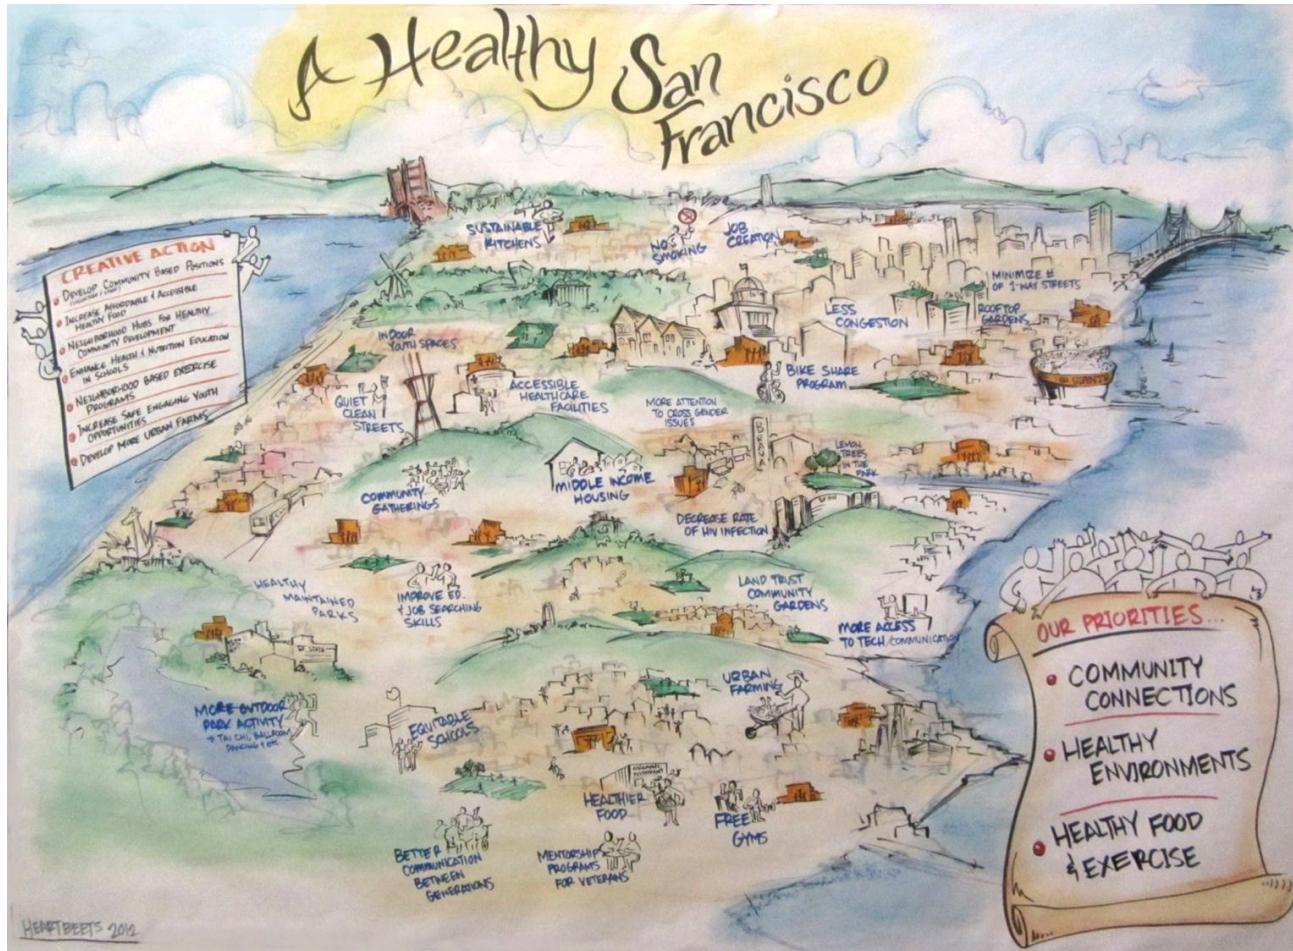 A Healthy San
Francisco
CREATIVE ACTION
DEVELOP COMMUNITY BASED POSITIONS
INCREASE AFFORDABLE & ACCESSIBLE
HEALTHY FOOD
NEIGHBORHOOD HUBS FOR HEALTHY
COMMUNITY DEVELOPMENT
ENHANCE HEALTH & NUTRITION EDUCATION
IN SCHOOLS
NEIGHBORHOOD BASED EXERCISE
PROGRAMS
INCREASE SAFE ENGAGING YOUTH
OPPORTUNITIES
DEVELOP MORE URBAN FARMS
SUSTAINABLE
KITCHENS
NO
SMOKING
JOB
CREATION
MINIMIZE #
OF 1-WAY STREETS
LESS
CONGESTION
ROOFTOP
GARDENS
INDOOR
YOUTH SPACES
QUIET
CLEAN
STREETS
ACCESSIBLE
HEALTHCARE
FACILITIES
MORE ATTENTION
TO CROSS GENDER
ISSUES
BIKE SHARE
PROGRAM
GIANTS
LEMON
TREES
IN THE
PARK
COMMUNITY
GATHERINGS
MIDDLE INCOME
HOUSING
DECREASE RATE
OF HIV INFECTION
HEALTHY
MAINTAINED
PARKS
IMPROVE ED.
& JOB SEARCHING
SKILLS
LAND TRUST
COMMUNITY
GARDENS
MORE ACCESS
TO TECH/COMMUNICATION
MORE OUTDOOR
PARK ACTIVITY
→ TAI CHI, BALLROOM
DANCING & ETC
EQUITABLE
SCHOOLS
URBAN
FARMING
HEALTHIER
FOOD
FREE
GYMS
BETTER
COMMUNICATION
BETWEEN
GENERATIONS
MENTORSHIP
PROGRAMS
FOR VETERANS
OUR PRIORITIES...
COMMUNITY
CONNECTIONS
HEALTHY
ENVIRONMENTS
HEALTHY FOOD
& EXERCISE
HEARTBEETS 2012